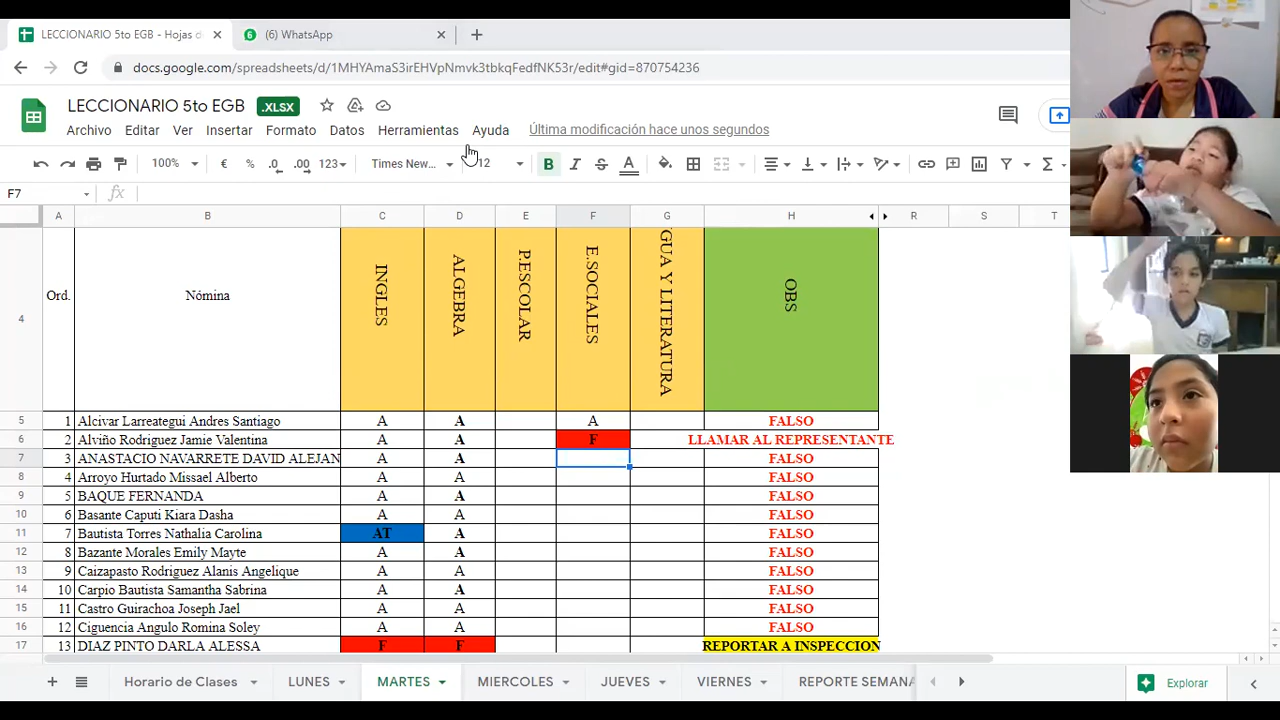 LECCIONARIO 5to EGB - Hojas d
(6) WhatsApp
docs.google.com/spreadsheets/d/1MHYAmaS3irEHVpNmvk3tbkqFedfNK53r/edit#gid=870754236
LECCIONARIO 5to EGB .XLSX
Archivo Editar Ver Insertar Formato Datos Herramientas Ayuda Última modificación hace unos segundos
100% € % .0 .00 123 Times New... 12 B I S A
F7 fx
A B C D E F G H R S T
4 Ord. Nómina INGLES ALGEBRA P.ESCOLAR E.SOCIALES GUA Y LITERATURA OBS
5 1 Alcivar Larreategui Andres Santiago A A A FALSO
6 2 Alviño Rodriguez Jamie Valentina A A F LLAMAR AL REPRESENTANTE
7 3 ANASTACIO NAVARRETE DAVID ALEJAN A A FALSO
8 4 Arroyo Hurtado Missael Alberto A A FALSO
9 5 BAQUE FERNANDA A A FALSO
10 6 Basante Caputi Kiara Dasha A A FALSO
11 7 Bautista Torres Nathalia Carolina AT A FALSO
12 8 Bazante Morales Emily Mayte A A FALSO
13 9 Caizapasto Rodriguez Alanis Angelique A A FALSO
14 10 Carpio Bautista Samantha Sabrina A A FALSO
15 11 Castro Guirachoa Joseph Jael A A FALSO
16 12 Ciguencia Angulo Romina Soley A A FALSO
17 13 DIAZ PINTO DARLA ALESSA F F REPORTAR A INSPECCION
Horario de Clases LUNES MARTES MIERCOLES JUEVES VIERNES REPORTE SEMANA Explorar